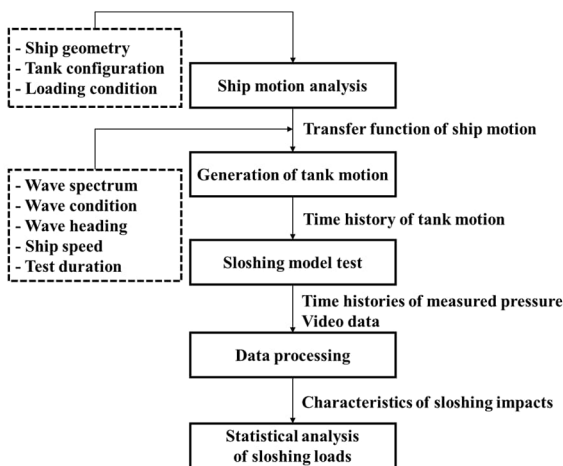 - Ship geometry
- Tank configuration
- Loading condition
Ship motion analysis
Transfer function of ship motion
- Wave spectrum
- Wave condition
- Wave heading
- Ship speed
- Test duration
Generation of tank motion
Time history of tank motion
Sloshing model test
Time histories of measured pressure
Video data
Data processing
Characteristics of sloshing impacts
Statistical analysis
of sloshing loads